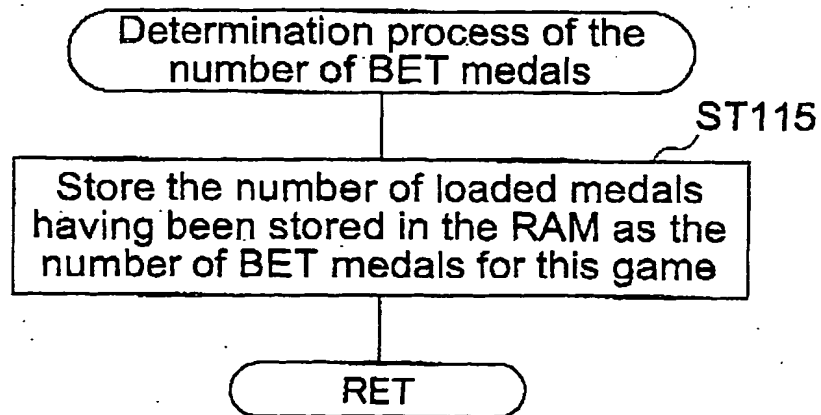 Determination process of the
number of BET medals
ST115
Store the number of loaded medals
having been stored in the RAM as the
number of BET medals for this game
RET